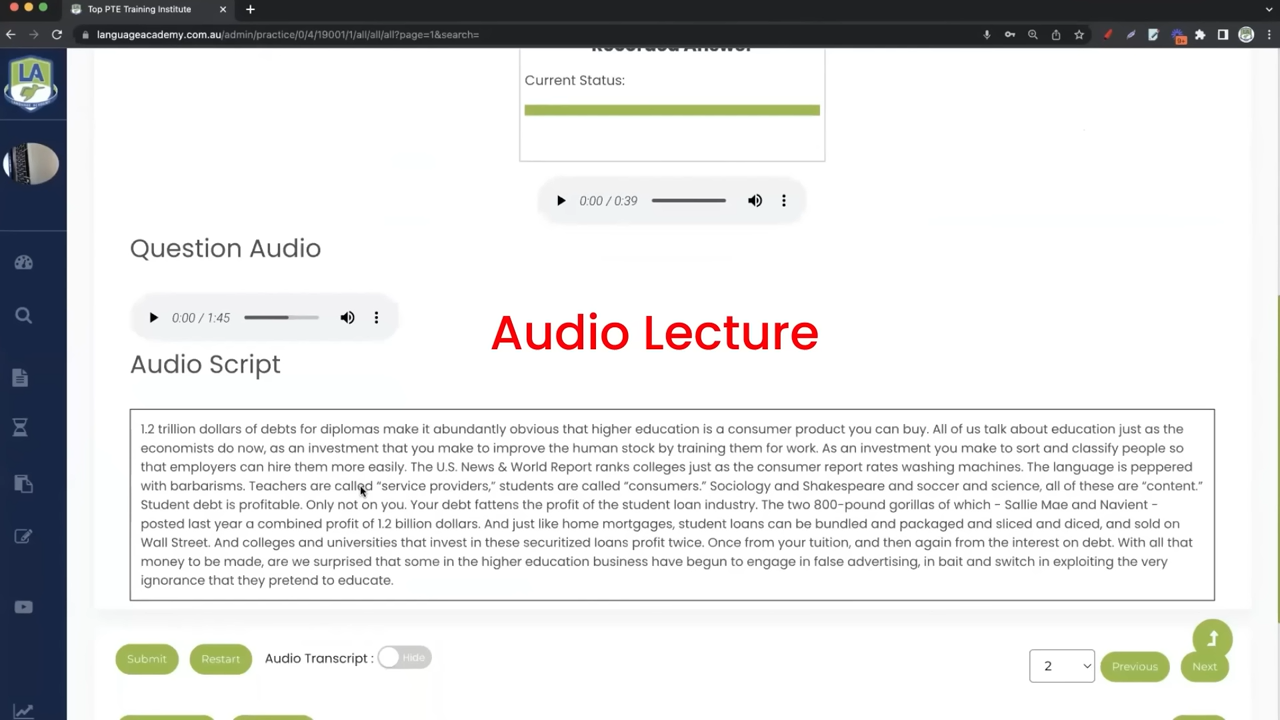 Top PTE Training Institute
languageacademy.com.au/admin/practice/0/4/19001/1/all/all/all?page=1&search=
LA
Recorded Answer
Current Status:
0:00 / 0:39
Question Audio
0:00 / 1:45
Audio Lecture
Audio Script
1.2 trillion dollars of debts for diplomas make it abundantly obvious that higher education is a consumer product you can buy. All of us talk about education just as the
economists do now, as an investment that you make to improve the human stock by training them for work. As an investment you make to sort and classify people so
that employers can hire them more easily. The U.S. News & World Report ranks colleges just as the consumer report rates washing machines. The language is peppered
with barbarisms. Teachers are called “service providers,” students are called “consumers.” Sociology and Shakespeare and soccer and science, all of these are “content.”
Student debt is profitable. Only not on you. Your debt fattens the profit of the student loan industry. The two 800-pound gorillas of which - Sallie Mae and Navient -
posted last year a combined profit of 1.2 billion dollars. And just like home mortgages, student loans can be bundled and packaged and sliced and diced, and sold on
Wall Street. And colleges and universities that invest in these securitized loans profit twice. Once from your tuition, and then again from the interest on debt. With all that
money to be made, are we surprised that some in the higher education business have begun to engage in false advertising, in bait and switch in exploiting the very
ignorance that they pretend to educate.
Submit
Restart
Audio Transcript :
Hide
2
Previous
Next